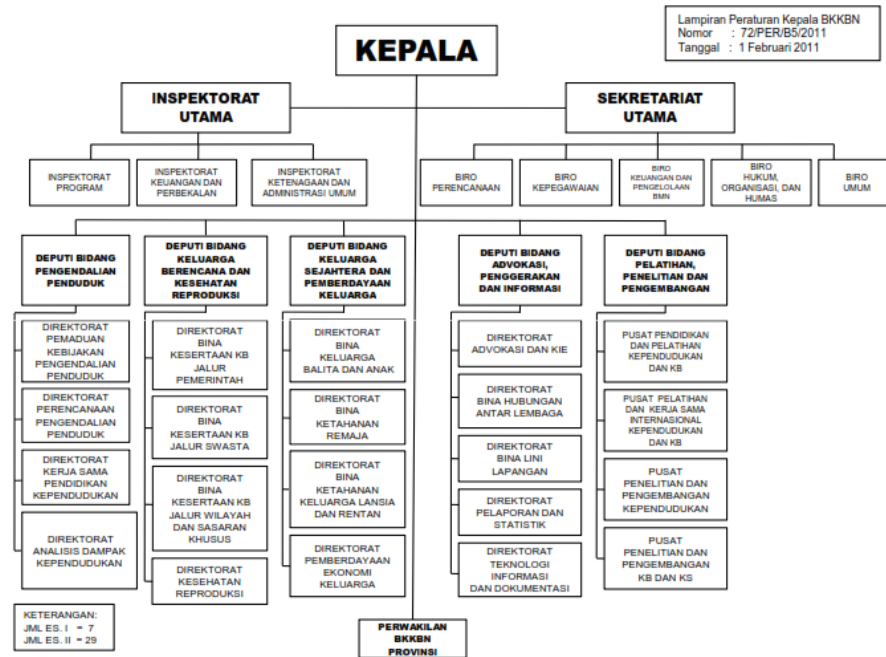 Lampiran Peraturan Kepala BKKBN
Nomor : 72/PER/B5/2011
Tanggal : 1 Februari 2011
KEPALA
INSPEKTORAT
UTAMA
SEKRETARIAT
UTAMA
INSPEKTORAT
PROGRAM
INSPEKTORAT
KEUANGAN DAN
PERBEKALAN
INSPEKTORAT
KETENAGAAN DAN
ADMINISTRASI UMUM
BIRO
PERENCANAAN
BIRO
KEPEGAWAIAN
BIRO
KEUANGAN DAN
PENGELOLAAN
BMN
BIRO
HUKUM,
ORGANISASI, DAN
HUMAS
BIRO
UMUM
DEPUTI BIDANG
PENGENDALIAN
PENDUDUK
DEPUTI BIDANG
KELUARGA
BERENCANA DAN
KESEHATAN
REPRODUKSI
DEPUTI BIDANG
KELUARGA
SEJAHTERA DAN
PEMBERDAYAAN
KELUARGA
DEPUTI BIDANG
ADVOKASI,
PENGGERAKAN
DAN INFORMASI
DEPUTI BIDANG
PELATIHAN,
PENELITIAN DAN
PENGEMBANGAN
DIREKTORAT
PEMADUAN
KEBIJAKAN
PENGENDALIAN
PENDUDUK
DIREKTORAT
PERENCANAAN
PENGENDALIAN
PENDUDUK
DIREKTORAT
KERJA SAMA
PENDIDIKAN
KEPENDUDUKAN
DIREKTORAT
ANALISIS DAMPAK
KEPENDUDUKAN
DIREKTORAT
BINA
KESERTAAN KB
JALUR
PEMERINTAH
DIREKTORAT
BINA
KESERTAAN KB
JALUR SWASTA
DIREKTORAT
BINA
KESERTAAN KB
JALUR WILAYAH
DAN SASARAN
KHUSUS
DIREKTORAT
KESEHATAN
REPRODUKSI
DIREKTORAT
BINA
KELUARGA
BALITA DAN ANAK
DIREKTORAT
BINA
KETAHANAN
REMAJA
DIREKTORAT
BINA
KETAHANAN
KELUARGA LANSIA
DAN RENTAN
DIREKTORAT
PEMBERDAYAAN
EKONOMI
KELUARGA
DIREKTORAT
ADVOKASI DAN KIE
DIREKTORAT
BINA HUBUNGAN
ANTAR LEMBAGA
DIREKTORAT
BINA LINI
LAPANGAN
DIREKTORAT
PELAPORAN DAN
STATISTIK
DIREKTORAT
TEKNOLOGI
INFORMASI
DAN DOKUMENTASI
PUSAT PENDIDIKAN
DAN PELATIHAN
KEPENDUDUKAN
DAN KB
PUSAT PELATIHAN
DAN KERJA SAMA
INTERNASIONAL
KEPENDUDUKAN
DAN KB
PUSAT
PENELITIAN DAN
PENGEMBANGAN
KEPENDUDUKAN
PUSAT
PENELITIAN DAN
PENGEMBANGAN
KB DAN KS
KETERANGAN:
JML ES. I = 7
JML ES. II = 29
PERWAKILAN
BKKBN
PROVINSI